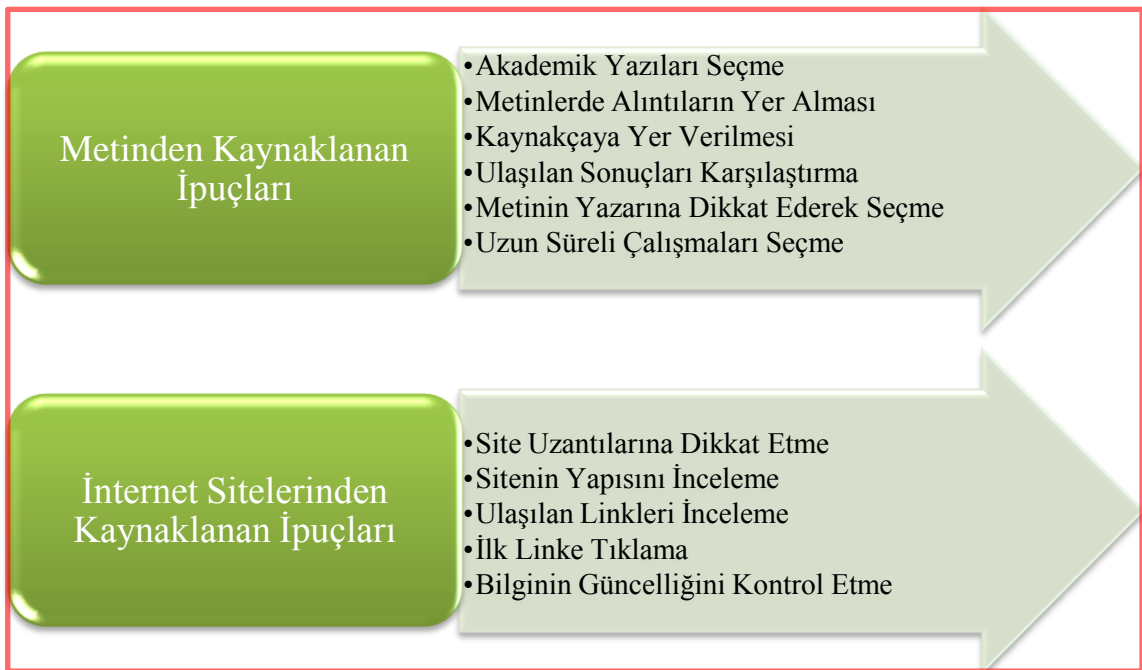 Metinden Kaynaklanan
İpuçları
•Akademik Yazıları Seçme
•Metinlerde Alıntıların Yer Alması
•Kaynakçaya Yer Verilmesi
•Ulaşılan Sonuçları Karşılaştırma
•Metinin Yazarına Dikkat Ederek Seçme
•Uzun Süreli Çalışmaları Seçme
İnternet Sitelerinden
Kaynaklanan İpuçları
•Site Uzantılarına Dikkat Etme
•Sitenin Yapısını İnceleme
•Ulaşılan Linkleri İnceleme
•İlk Linke Tıklama
•Bilginin Güncelliğini Kontrol Etme